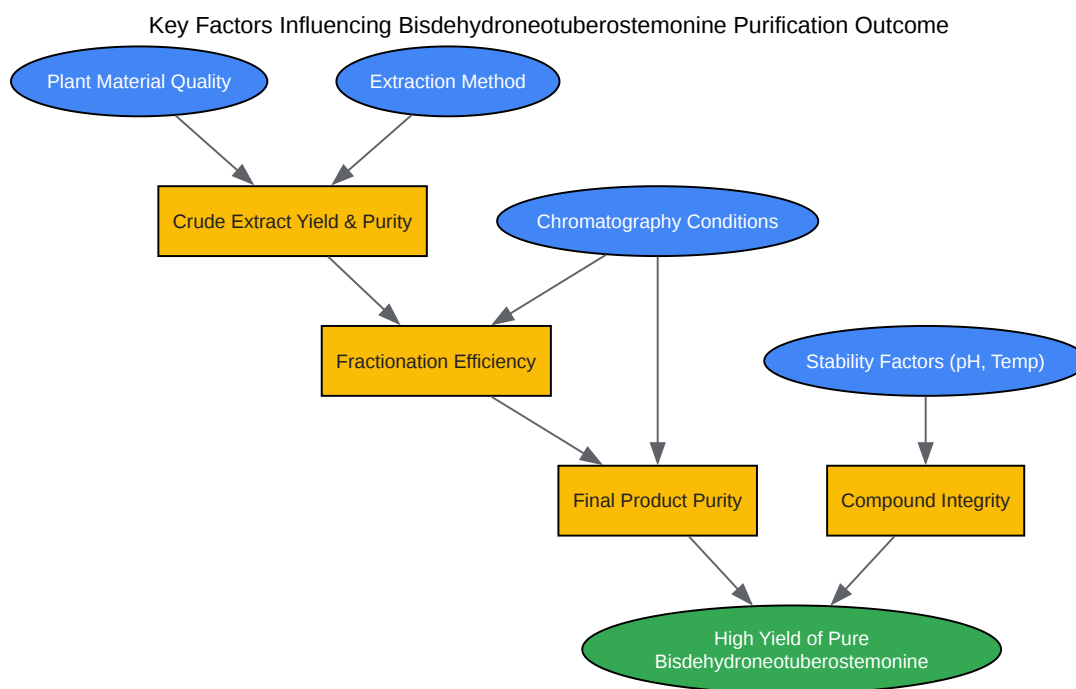 Key Factors Influencing Bisdehydroneotuberostemonine Purification Outcome
Plant Material Quality
Extraction Method
Crude Extract Yield & Purity
Chromatography Conditions
Fractionation Efficiency
Stability Factors (pH, Temp)
Final Product Purity
Compound Integrity
High Yield of Pure
Bisdehydroneotuberostemonine